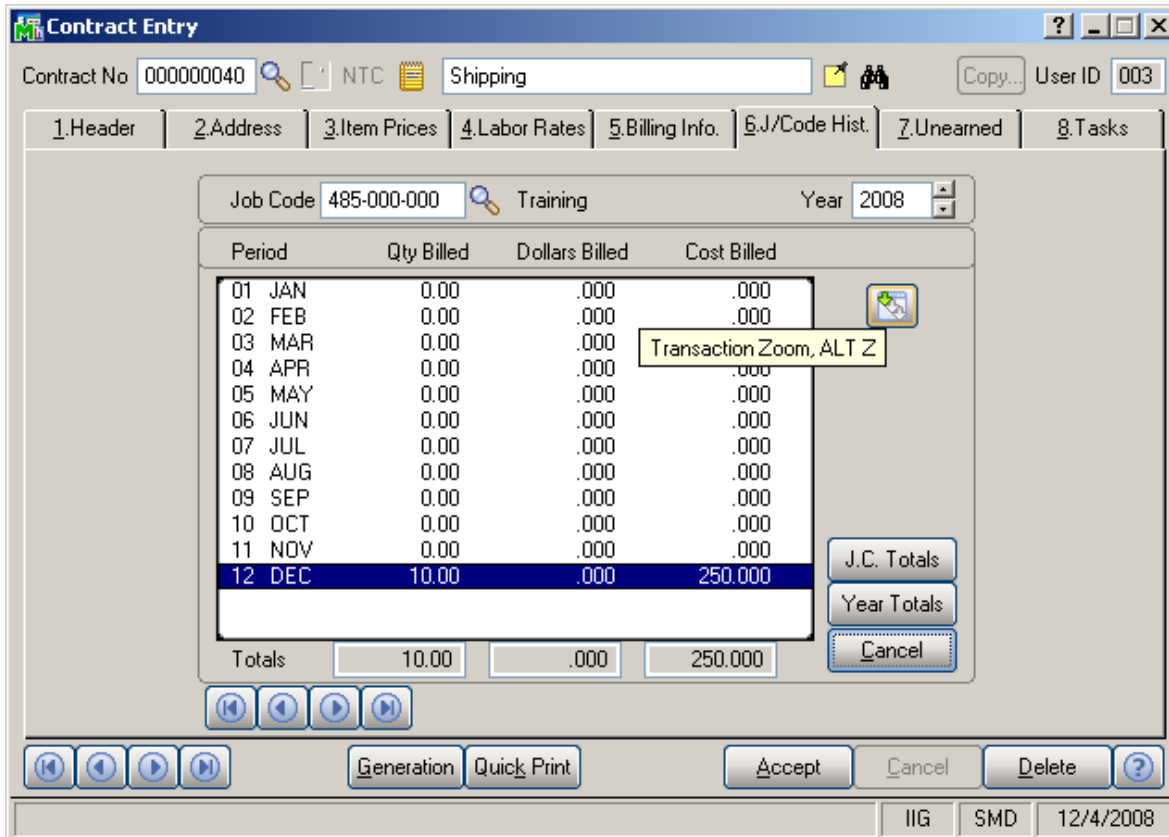 Contract Entry
Contract No 000000040 NTC Shipping Copy... User ID 003
1.Header 2.Address 3.Item Prices 4.Labor Rates 5.Billing Info. 6.J/Code Hist. 7.Unearned 8.Tasks
Job Code 485-000-000 Training Year 2008
Period Qty Billed Dollars Billed Cost Billed
01 JAN 0.00 .000 .000
02 FEB 0.00 .000 .000
03 MAR 0.00 .000
Transaction Zoom, ALT Z
04 APR 0.00 .000 .000
05 MAY 0.00 .000 .000
06 JUN 0.00 .000 .000
07 JUL 0.00 .000 .000
08 AUG 0.00 .000 .000
09 SEP 0.00 .000 .000
10 OCT 0.00 .000 .000
11 NOV 0.00 .000 .000
J.C. Totals
12 DEC 10.00 .000 250.000
Year Totals
Totals 10.00 .000 250.000
Cancel
Generation Quick Print Accept Cancel Delete
IIG SMD 12/4/2008